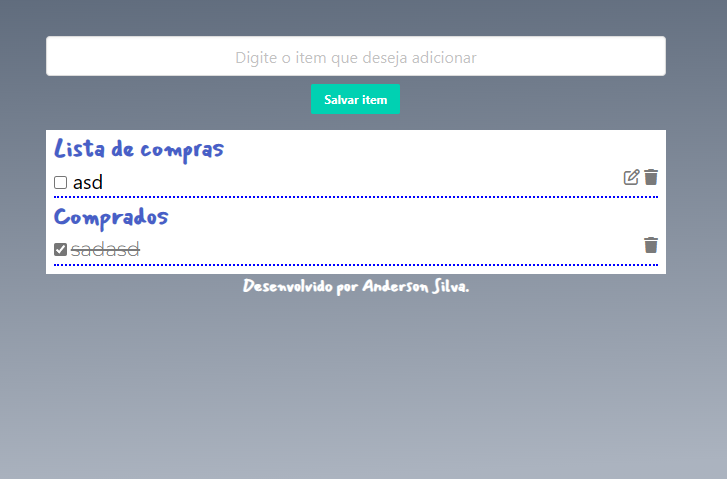 Digite o item que deseja adicionar
Salvar item
Lista de compras
asd
Comprados
sadasd
Desenvolvido por Anderson Silva.